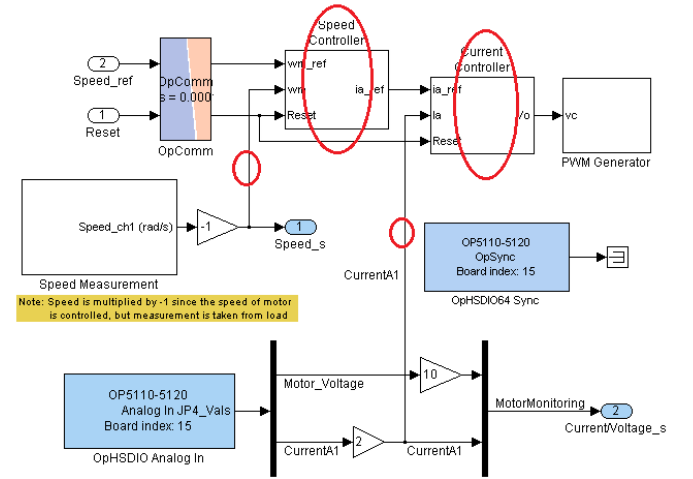 Speed
Controller
Current
Controller
2
Speed_ref
1
Reset
OpComm
s = 0.000
OpComm
wm_ref
wm
Reset
ia_ref
ia_ref
Ia
Reset
Vo
vc
PWM Generator
Speed_ch1 (rad/s)
-1
1
Speed_s
Speed Measurement
Note: Speed is multiplied by -1 since the speed of motor
is controlled, but measurement is taken from load
CurrentA1
OP5110-5120
OpSync
Board index: 15
OpHSDIO64 Sync
OP5110-5120
Analog In JP4_Vals
Board index: 15
OpHSDIO Analog In
Motor_Voltage
10
CurrentA1
2
CurrentA1
MotorMonitoring
2
Current/Voltage_s